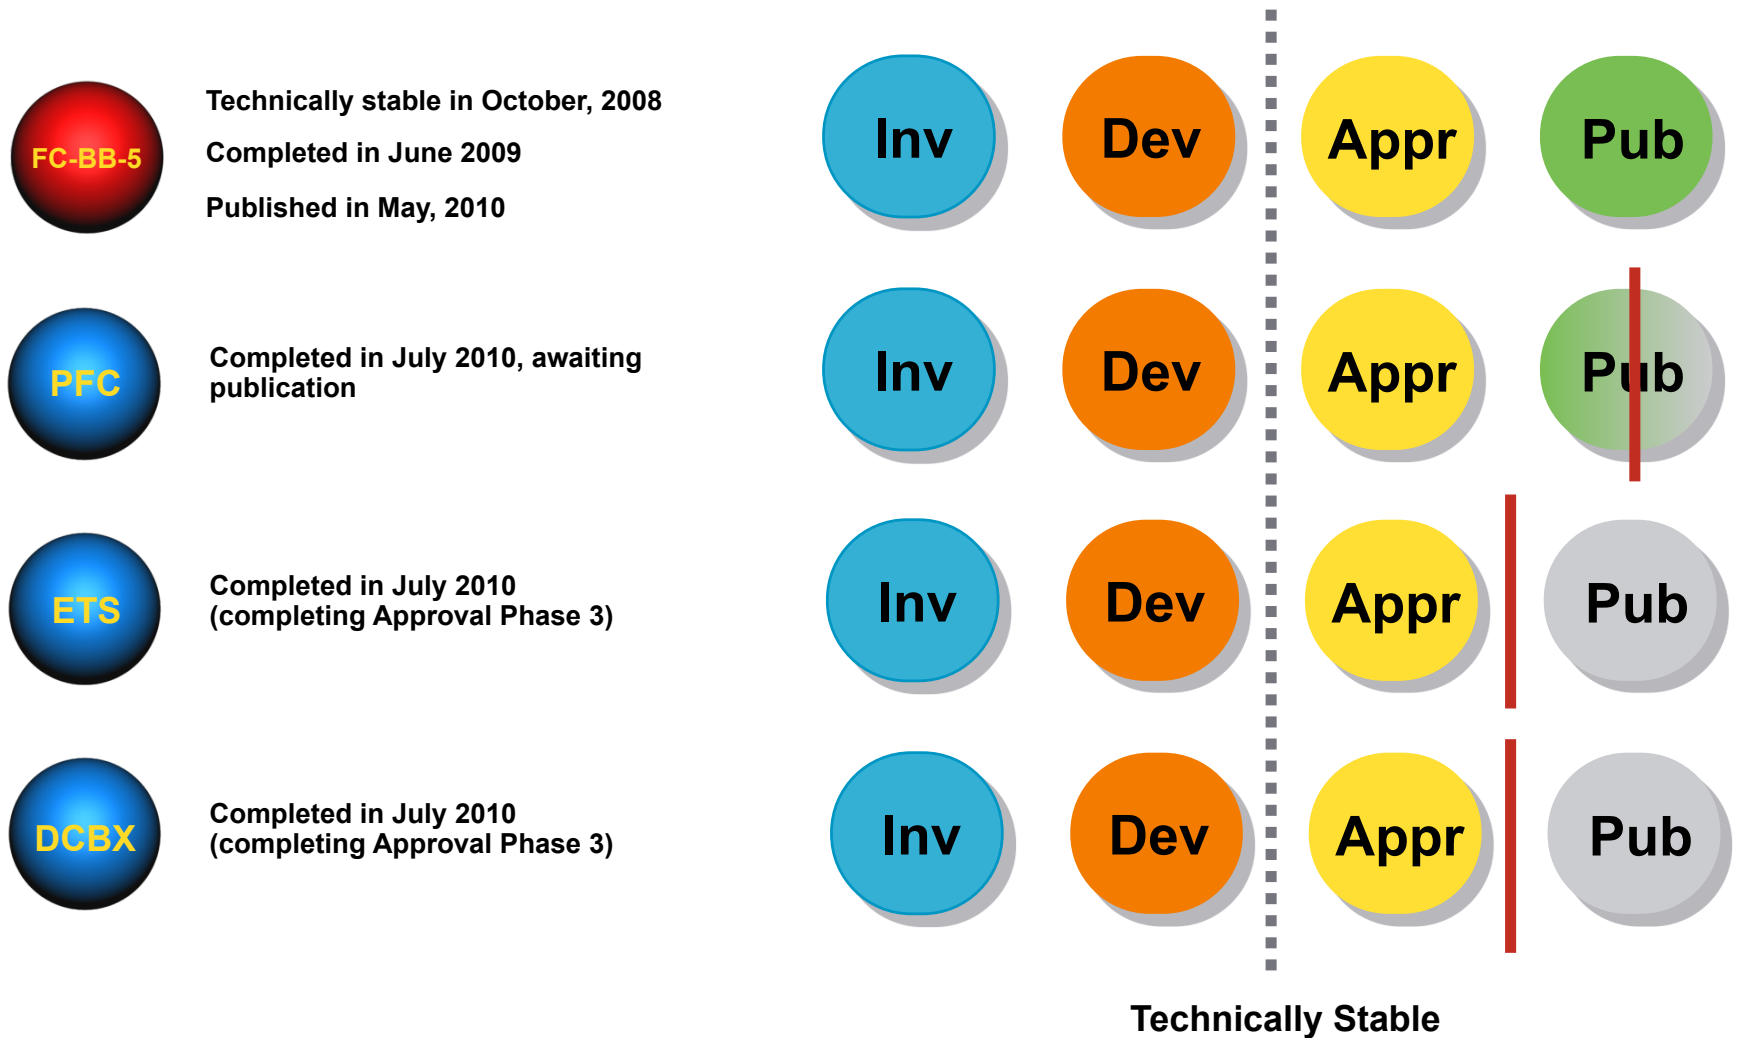 FC-BB-5
Technically stable in October, 2008
Completed in June 2009
Published in May, 2010
Inv
Dev
Appr
Pub
PFC
Completed in July 2010, awaiting
publication
Inv
Dev
Appr
Pub
ETS
Completed in July 2010
(completing Approval Phase 3)
Inv
Dev
Appr
Pub
DCBX
Completed in July 2010
(completing Approval Phase 3)
Inv
Dev
Appr
Pub
Technically Stable